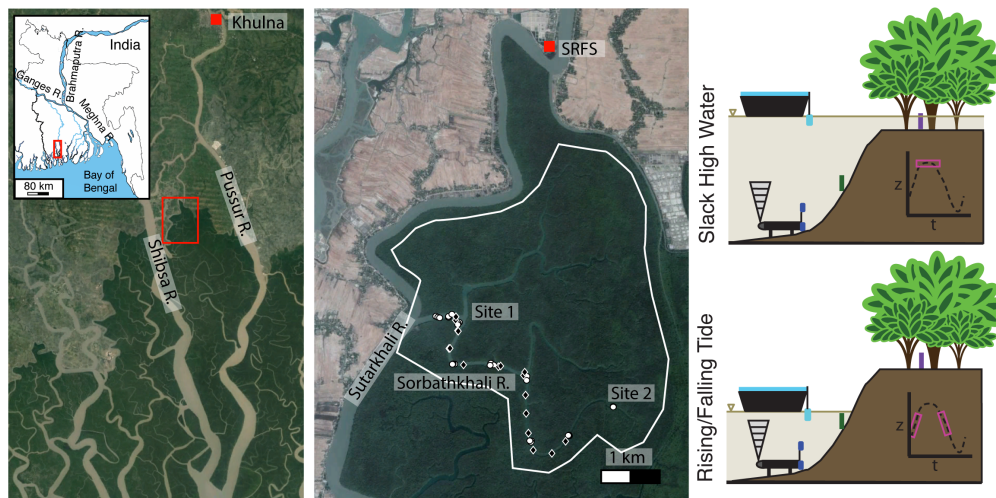 Khulna
India
Brahmaputra R.
Ganges R.
Meghna R.
Bay of
Bengal
80 km
Pussur R.
Shibsa R.
SRFS
Site 1
Sutarkhali R.
Sorbathkhali R.
Site 2
1 km
Slack High Water
z
t
Rising/Falling Tide
z
t